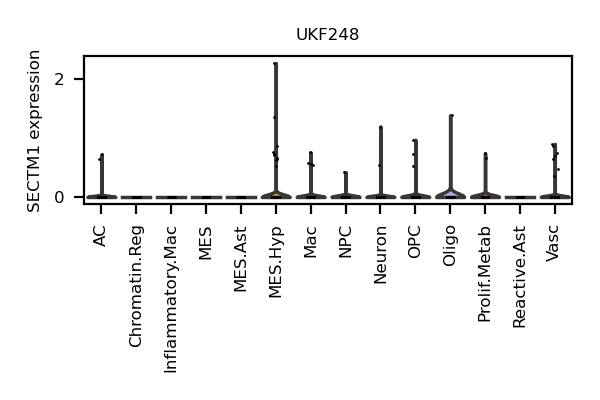 UKF248
SECTM1 expression
2
0
AC
Chromatin.Reg
Inflammatory.Mac
MES
MES.Ast
MES.Hyp
Mac
NPC
Neuron
OPC
Oligo
Prolif.Metab
Reactive.Ast
Vasc